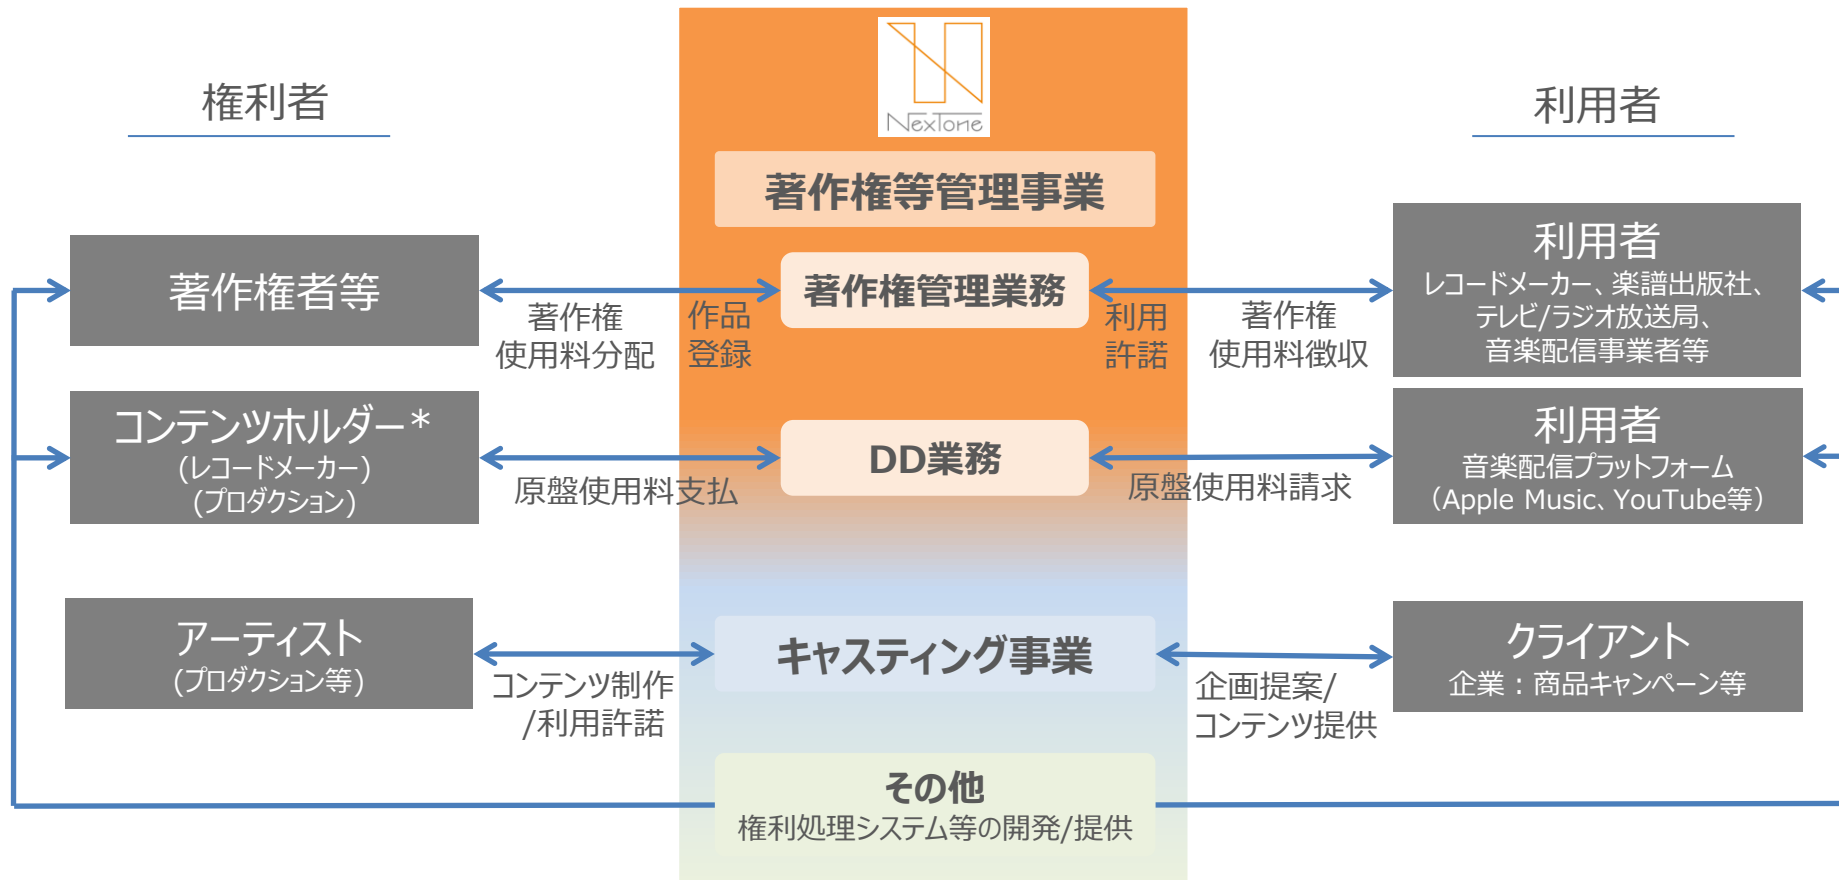 NexTone
権利者
利用者
著作権等管理事業
著作権者等
著作権
使用料分配
作品
登録
著作権管理業務
利用
許諾
著作権
使用料徴収
利用者
レコードメーカー、楽譜出版社、
テレビ/ラジオ放送局、
音楽配信事業者等
コンテンツホルダー*
(レコードメーカー)
(プロダクション)
原盤使用料支払
DD業務
原盤使用料請求
利用者
音楽配信プラットフォーム
（Apple Music、YouTube等）
アーティスト
(プロダクション等)
コンテンツ制作
/利用許諾
キャスティング事業
企画提案/
コンテンツ提供
クライアント
企業：商品キャンペーン等
その他
権利処理システム等の開発/提供